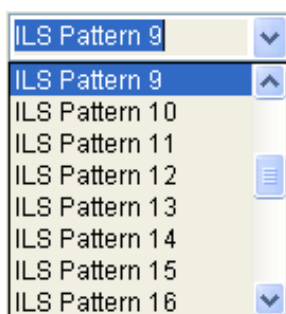 ILS Pattern 9
ILS Pattern 9
ILS Pattern 10
ILS Pattern 11
ILS Pattern 12
ILS Pattern 13
ILS Pattern 14
ILS Pattern 15
ILS Pattern 16